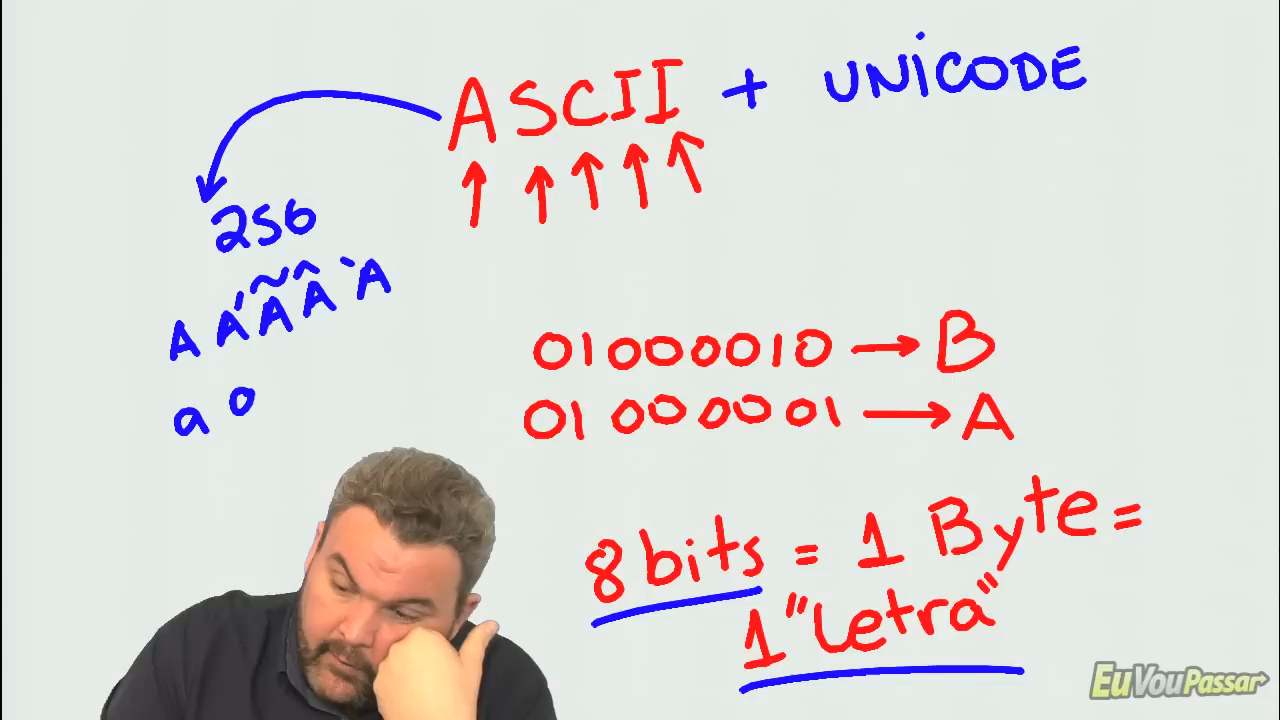 ASCII + UNICODE
256
A Á Ã Â À
a o
01000010 → B
01000001 → A
8 bits = 1 Byte =
1 "Letra"
EuVouPassar